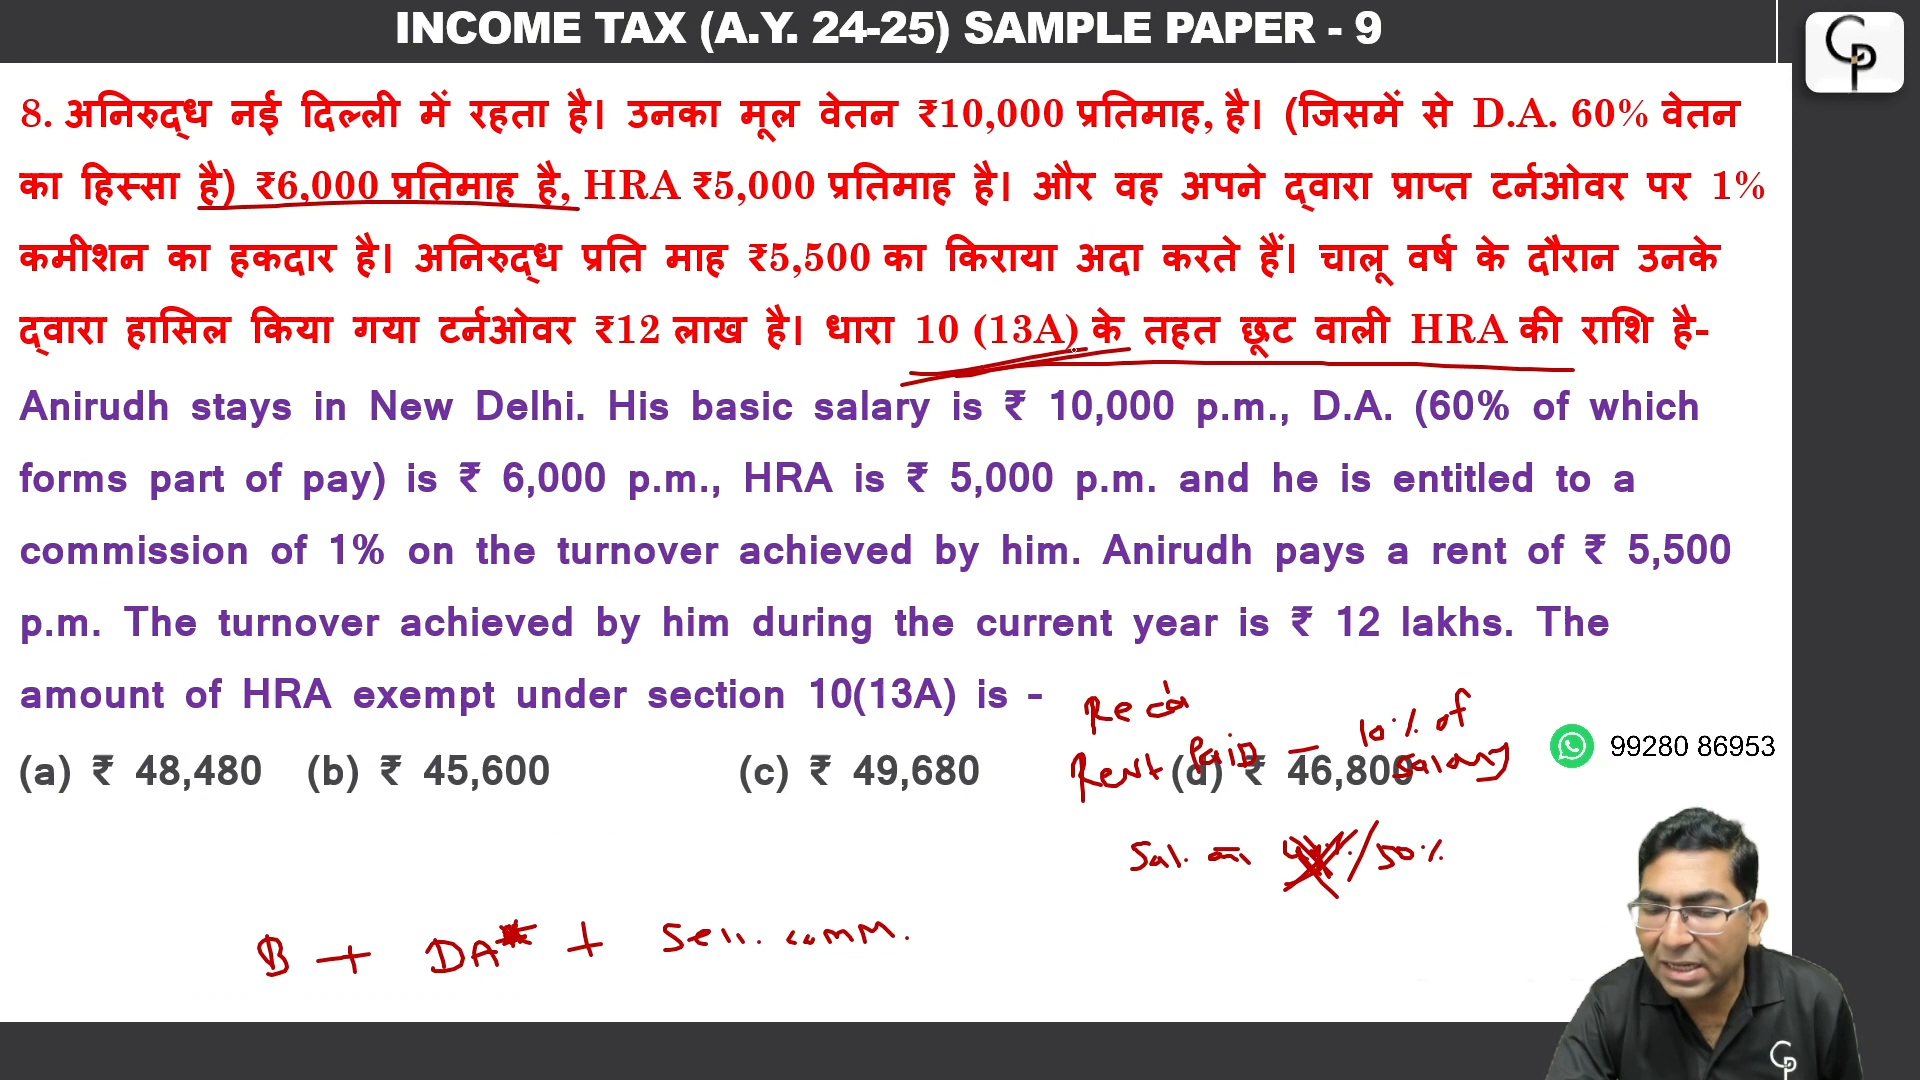 INCOME TAX (A.Y. 24-25) SAMPLE PAPER - 9
8. अनिरुद्ध नई दिल्ली में रहता है। उनका मूल वेतन ₹10,000 प्रतिमाह, है। (जिसमें से D.A. 60% वेतन
का हिस्सा है) ₹6,000 प्रतिमाह है, HRA ₹5,000 प्रतिमाह है। और वह अपने द्वारा प्राप्त टर्नओवर पर 1%
कमीशन का हकदार है। अनिरुद्ध प्रति माह ₹5,500 का किराया अदा करते हैं। चालू वर्ष के दौरान उनके
द्वारा हासिल किया गया टर्नओवर ₹12 लाख है। धारा 10 (13A) के तहत छूट वाली HRA की राशि है-
Anirudh stays in New Delhi. His basic salary is ₹ 10,000 p.m., D.A. (60% of which
forms part of pay) is ₹ 6,000 p.m., HRA is ₹ 5,000 p.m. and he is entitled to a
commission of 1% on the turnover achieved by him. Anirudh pays a rent of ₹ 5,500
p.m. The turnover achieved by him during the current year is ₹ 12 lakhs. The
amount of HRA exempt under section 10(13A) is -
Recd
Rent Paid - 10% of salary
(a) ₹ 48,480 (b) ₹ 45,600 (c) ₹ 49,680 (d) ₹ 46,800
99280 86953
Sal. /50%
B + DA* + Sell. comm.
CP